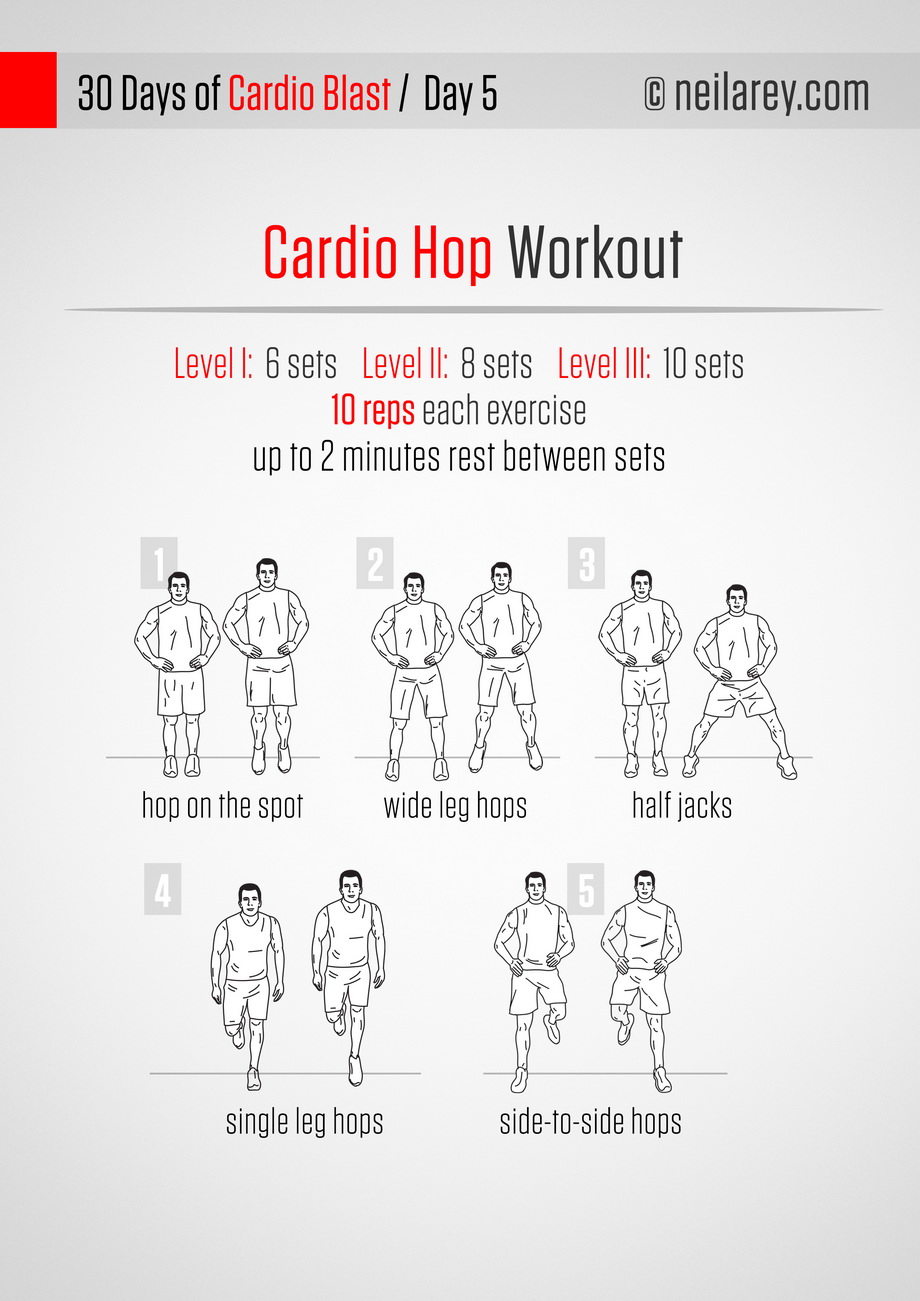 30 Days of Cardio Blast / Day 5
© neilarey.com
Cardio Hop Workout
Level I: 6 sets Level II: 8 sets Level III: 10 sets
10 reps each exercise
up to 2 minutes rest between sets
1
2
3
hop on the spot
wide leg hops
half jacks
4
5
single leg hops
side-to-side hops